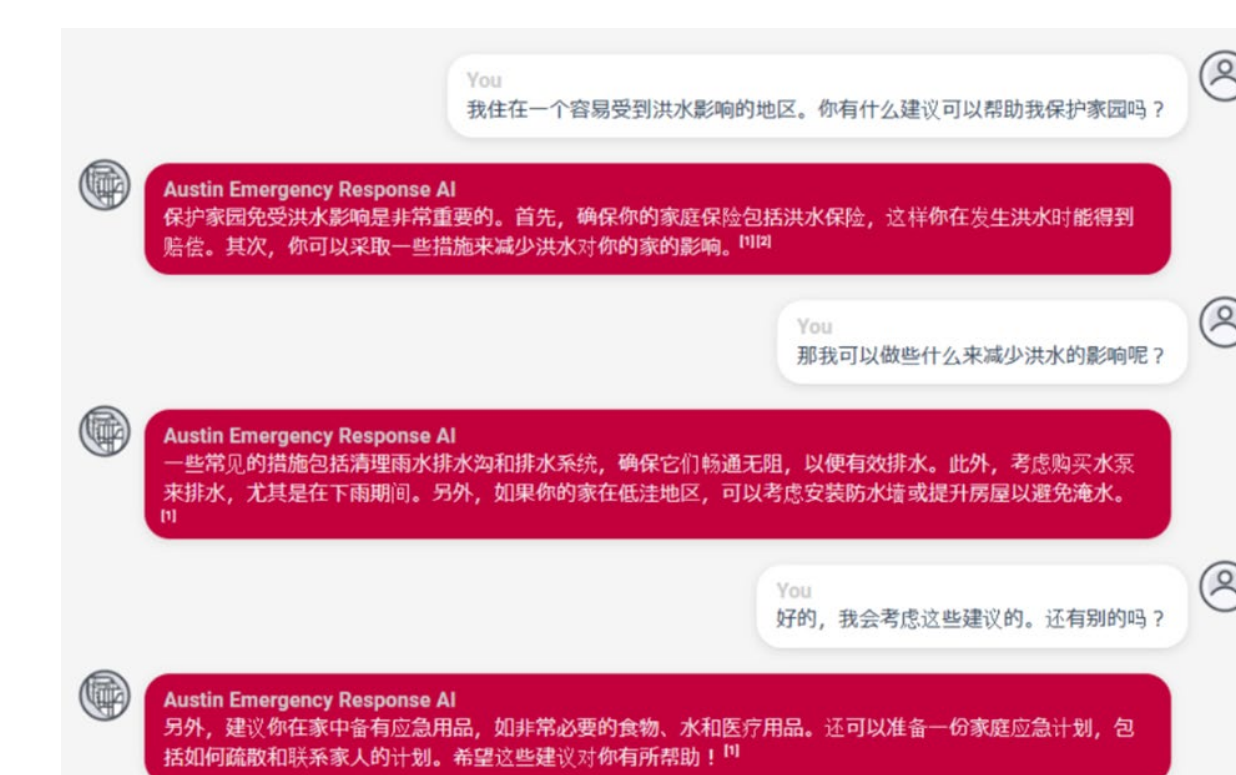 You
我住在一个容易受到洪水影响的地区。你有什么建议可以帮助我保护家园吗？
Austin Emergency Response AI
保护家园免受洪水影响是非常重要的。首先，确保你的家庭保险包括洪水保险，这样你在发生洪水时能得到
赔偿。其次，你可以采取一些措施来减少洪水对你的家的影响。[1][2]
You
那我可以做些什么来减少洪水的影响呢？
Austin Emergency Response AI
一些常见的措施包括清理雨水排水沟和排水系统，确保它们畅通无阻，以便有效排水。此外，考虑购买水泵
来排水，尤其是在下雨期间。另外，如果你的家在低洼地区，可以考虑安装防水墙或提升房屋以避免淹水。
[1]
You
好的，我会考虑这些建议的。还有别的吗？
Austin Emergency Response AI
另外，建议你在家中备有应急用品，如非常必要的食物、水和医疗用品。还可以准备一份家庭应急计划，包
括如何疏散和联系家人的计划。希望这些建议对你有所帮助！[1]